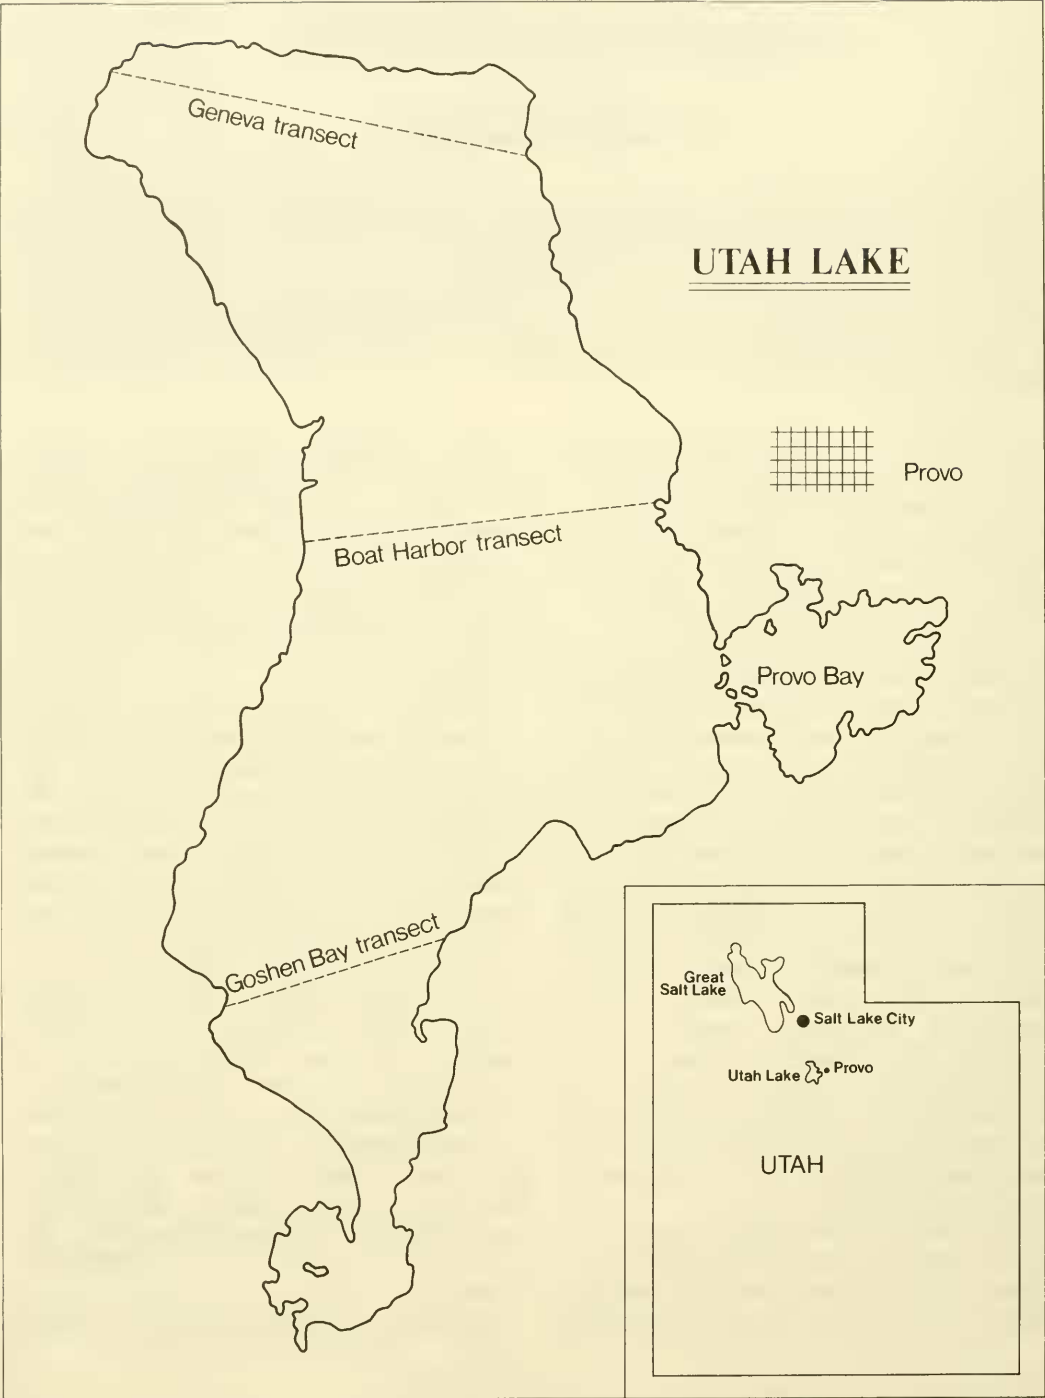 Geneva transect
UTAH LAKE
Provo
Boat Harbor transect
Provo Bay
Goshen Bay transect
Great
Salt Lake
Salt Lake City
Utah Lake
Provo
UTAH